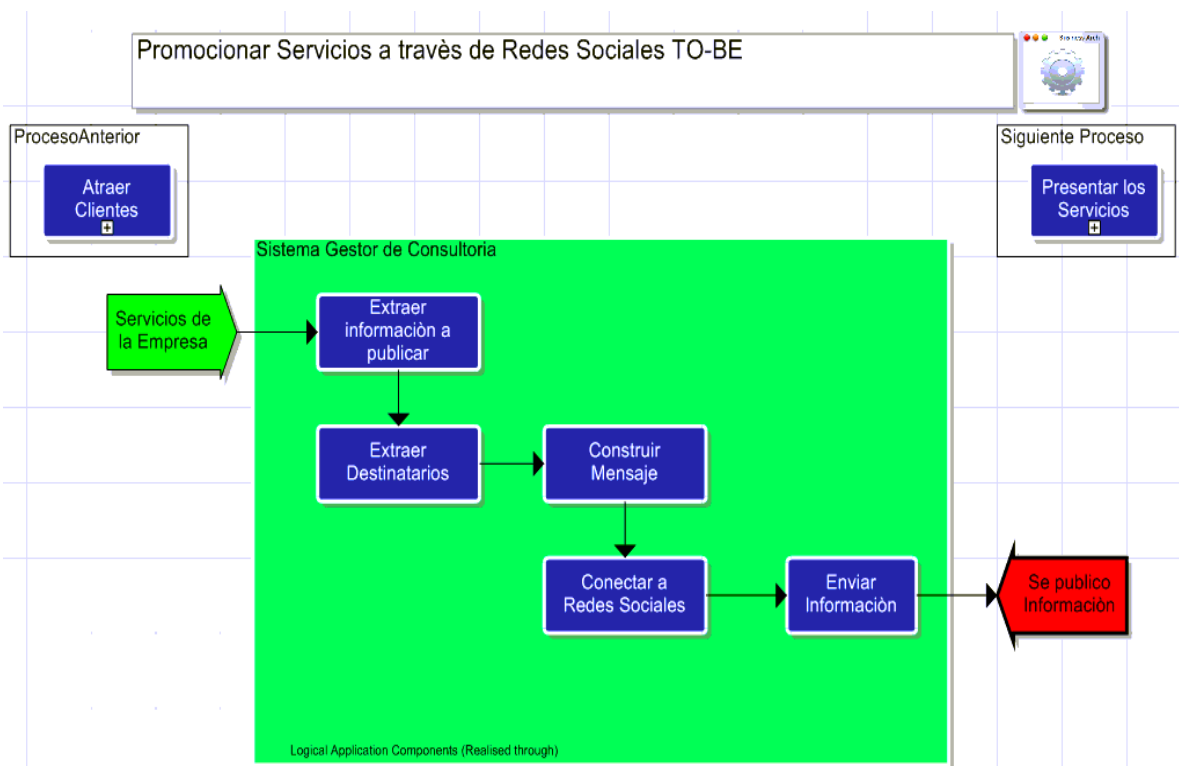 Promocionar Servicios a travès de Redes Sociales TO-BE
ProcesoAnterior
Atraer
Clientes
Siguiente Proceso
Presentar los
Servicios
Sistema Gestor de Consultoria
Servicios de
la Empresa
Extraer
informaciòn a
publicar
Extraer
Destinatarios
Construir
Mensaje
Conectar a
Redes Sociales
Enviar
Informaciòn
Se publico
Informaciòn
Logical Application Components (Realised through)